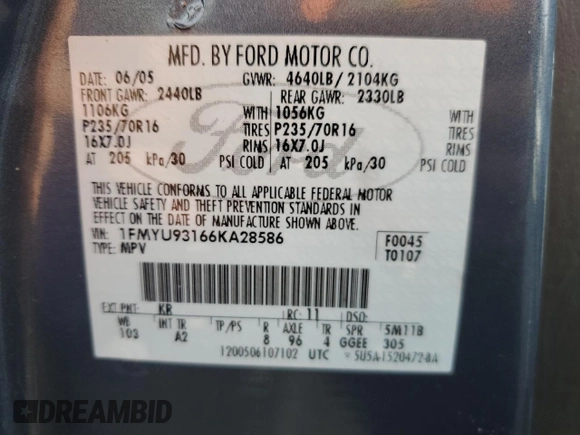 MFD. BY FORD MOTOR CO.
DATE: 06/05 GVWR: 4640LB/ 2104KG
FRONT GAWR: 2440LB REAR GAWR: 2330LB
1106KG WITH 1056KG WITH
P235/70R16 TIRES P235/70R16 TIRES
16X7.0J RIMS 16X7.0J RIMS
AT 205 kPa/30 PSI COLD AT 205 kPa/30 PSI COLD
THIS VEHICLE CONFORMS TO ALL APPLICABLE FEDERAL MOTOR
VEHICLE SAFETY AND THEFT PREVENTION STANDARDS IN
EFFECT ON THE DATE OF MANUFACTURE SHOWN ABOVE.
VIN: 1FMYU93166KA28586 F0045
TYPE: MPV T0107
EXT PNT: KR RC: 11 DSO:
WB INT TR TP/PS R AXLE TR SPR 5M11B
103 A2 8 96 4 GGEE 305
1200506107102 UTC
Ford
DREAMBID